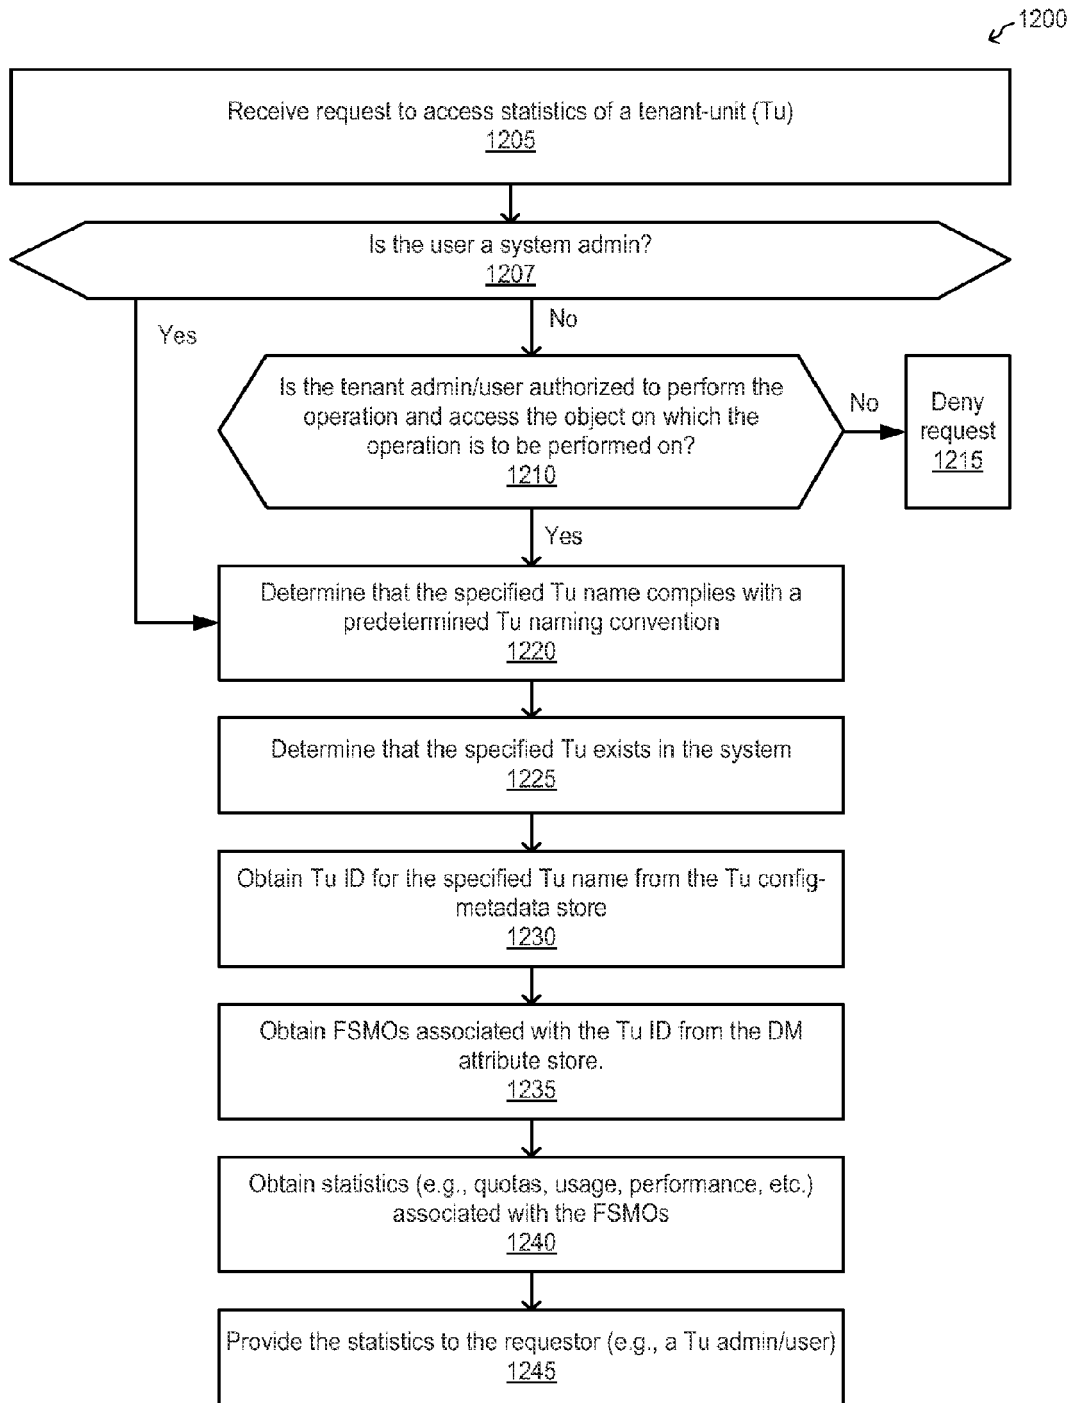 1200
Receive request to access statistics of a tenant-unit (Tu)
1205
Is the user a system admin?
1207
Yes
No
Is the tenant admin/user authorized to perform the
operation and access the object on which the
operation is to be performed on?
1210
No
Deny
request
1215
Yes
Determine that the specified Tu name complies with a
predetermined Tu naming convention
1220
Determine that the specified Tu exists in the system
1225
Obtain Tu ID for the specified Tu name from the Tu config-
metadata store
1230
Obtain FSMOs associated with the Tu ID from the DM
attribute store.
1235
Obtain statistics (e.g., quotas, usage, performance, etc.)
associated with the FSMOs
1240
Provide the statistics to the requestor (e.g., a Tu admin/user)
1245